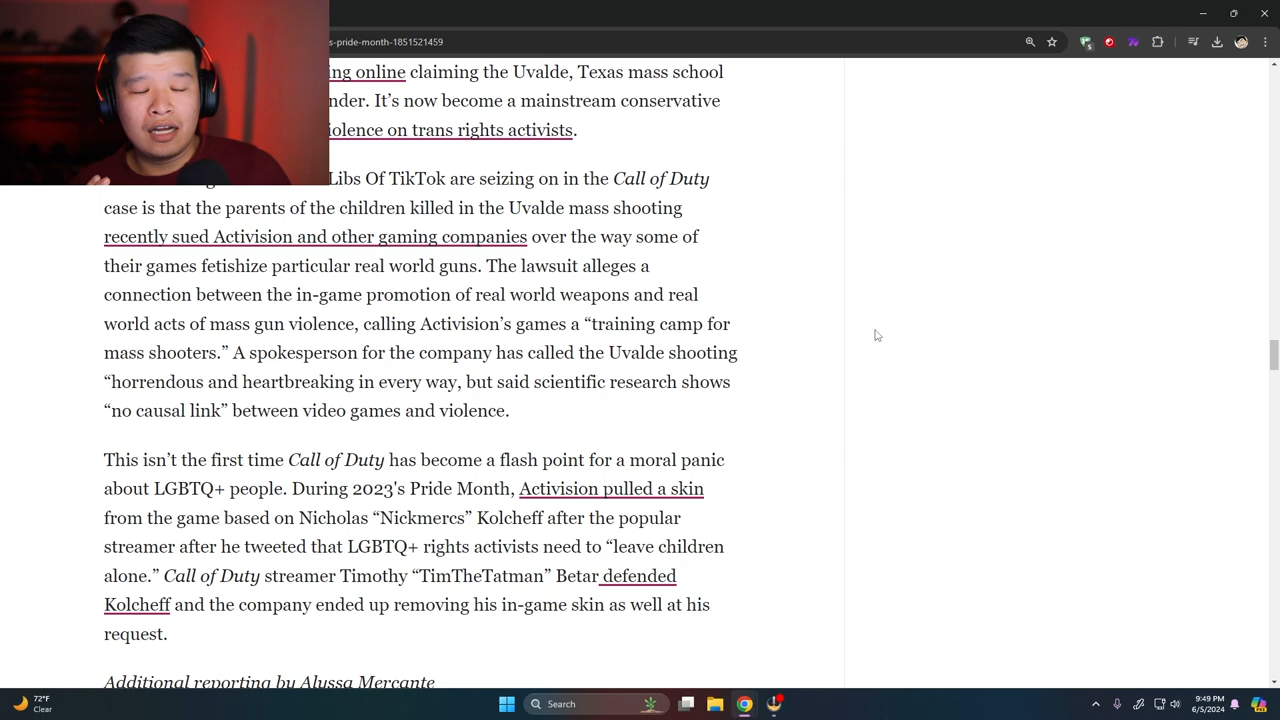 s-pride-month-1851521459
ing online claiming the Uvalde, Texas mass school
nder. It’s now become a mainstream conservative
iolence on trans rights activists.
Libs Of TikTok are seizing on in the Call of Duty
case is that the parents of the children killed in the Uvalde mass shooting
recently sued Activision and other gaming companies over the way some of
their games fetishize particular real world guns. The lawsuit alleges a
connection between the in-game promotion of real world weapons and real
world acts of mass gun violence, calling Activision’s games a “training camp for
mass shooters.” A spokesperson for the company has called the Uvalde shooting
“horrendous and heartbreaking in every way, but said scientific research shows
“no causal link” between video games and violence.
This isn’t the first time Call of Duty has become a flash point for a moral panic
about LGBTQ+ people. During 2023's Pride Month, Activision pulled a skin
from the game based on Nicholas “Nickmercs” Kolcheff after the popular
streamer after he tweeted that LGBTQ+ rights activists need to “leave children
alone.” Call of Duty streamer Timothy “TimTheTatman” Betar defended
Kolcheff and the company ended up removing his in-game skin as well at his
request.
Additional reporting by Alyssa Mercante
72°F
Clear
Search
9:49 PM
6/5/2024